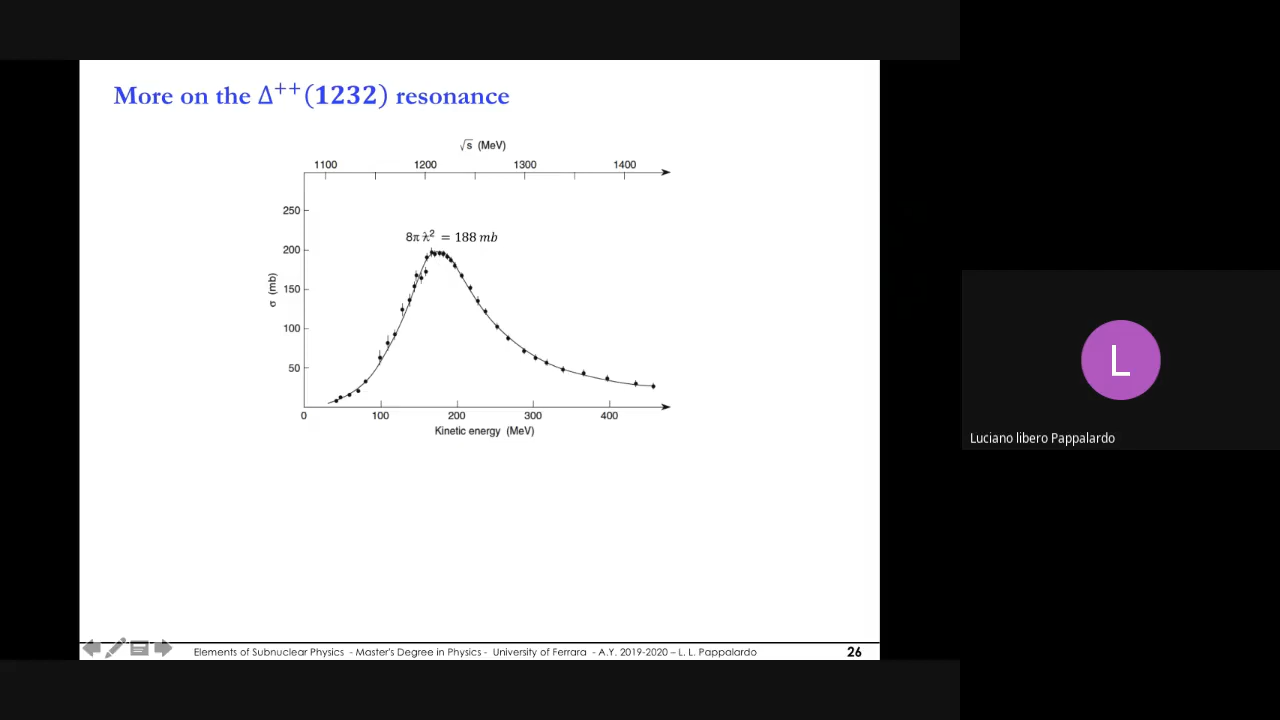 More on the Δ⁺⁺(1232) resonance
√s (MeV)
1100 1200 1300 1400
250
8π ƛ² = 188 mb
200
150
100
50
σ (mb)
0 100 200 300 400
Kinetic energy (MeV)
L
Luciano libero Pappalardo
Elements of Subnuclear Physics - Master's Degree in Physics - University of Ferrara - A.Y. 2019-2020 – L. L. Pappalardo 26